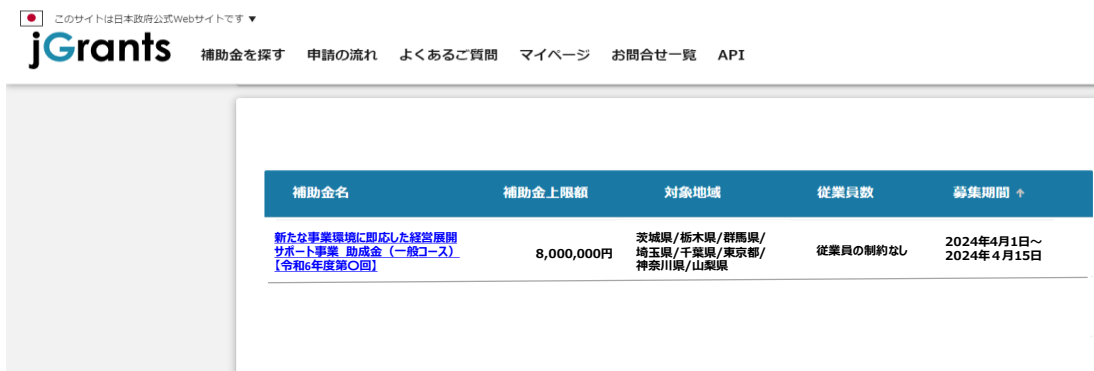 このサイトは日本政府公式Webサイトです ▼
jGrants 補助金を探す 申請の流れ よくあるご質問 マイページ お問合せ一覧 API
補助金名 補助金上限額 対象地域 従業員数 募集期間 ↑
新たな事業環境に即応した経営展開
サポート事業 助成金（一般コース）
【令和6年度第〇回】
8,000,000円
茨城県/栃木県/群馬県/
埼玉県/千葉県/東京都/
神奈川県/山梨県
従業員の制約なし
2024年4月1日～
2024年４月15日